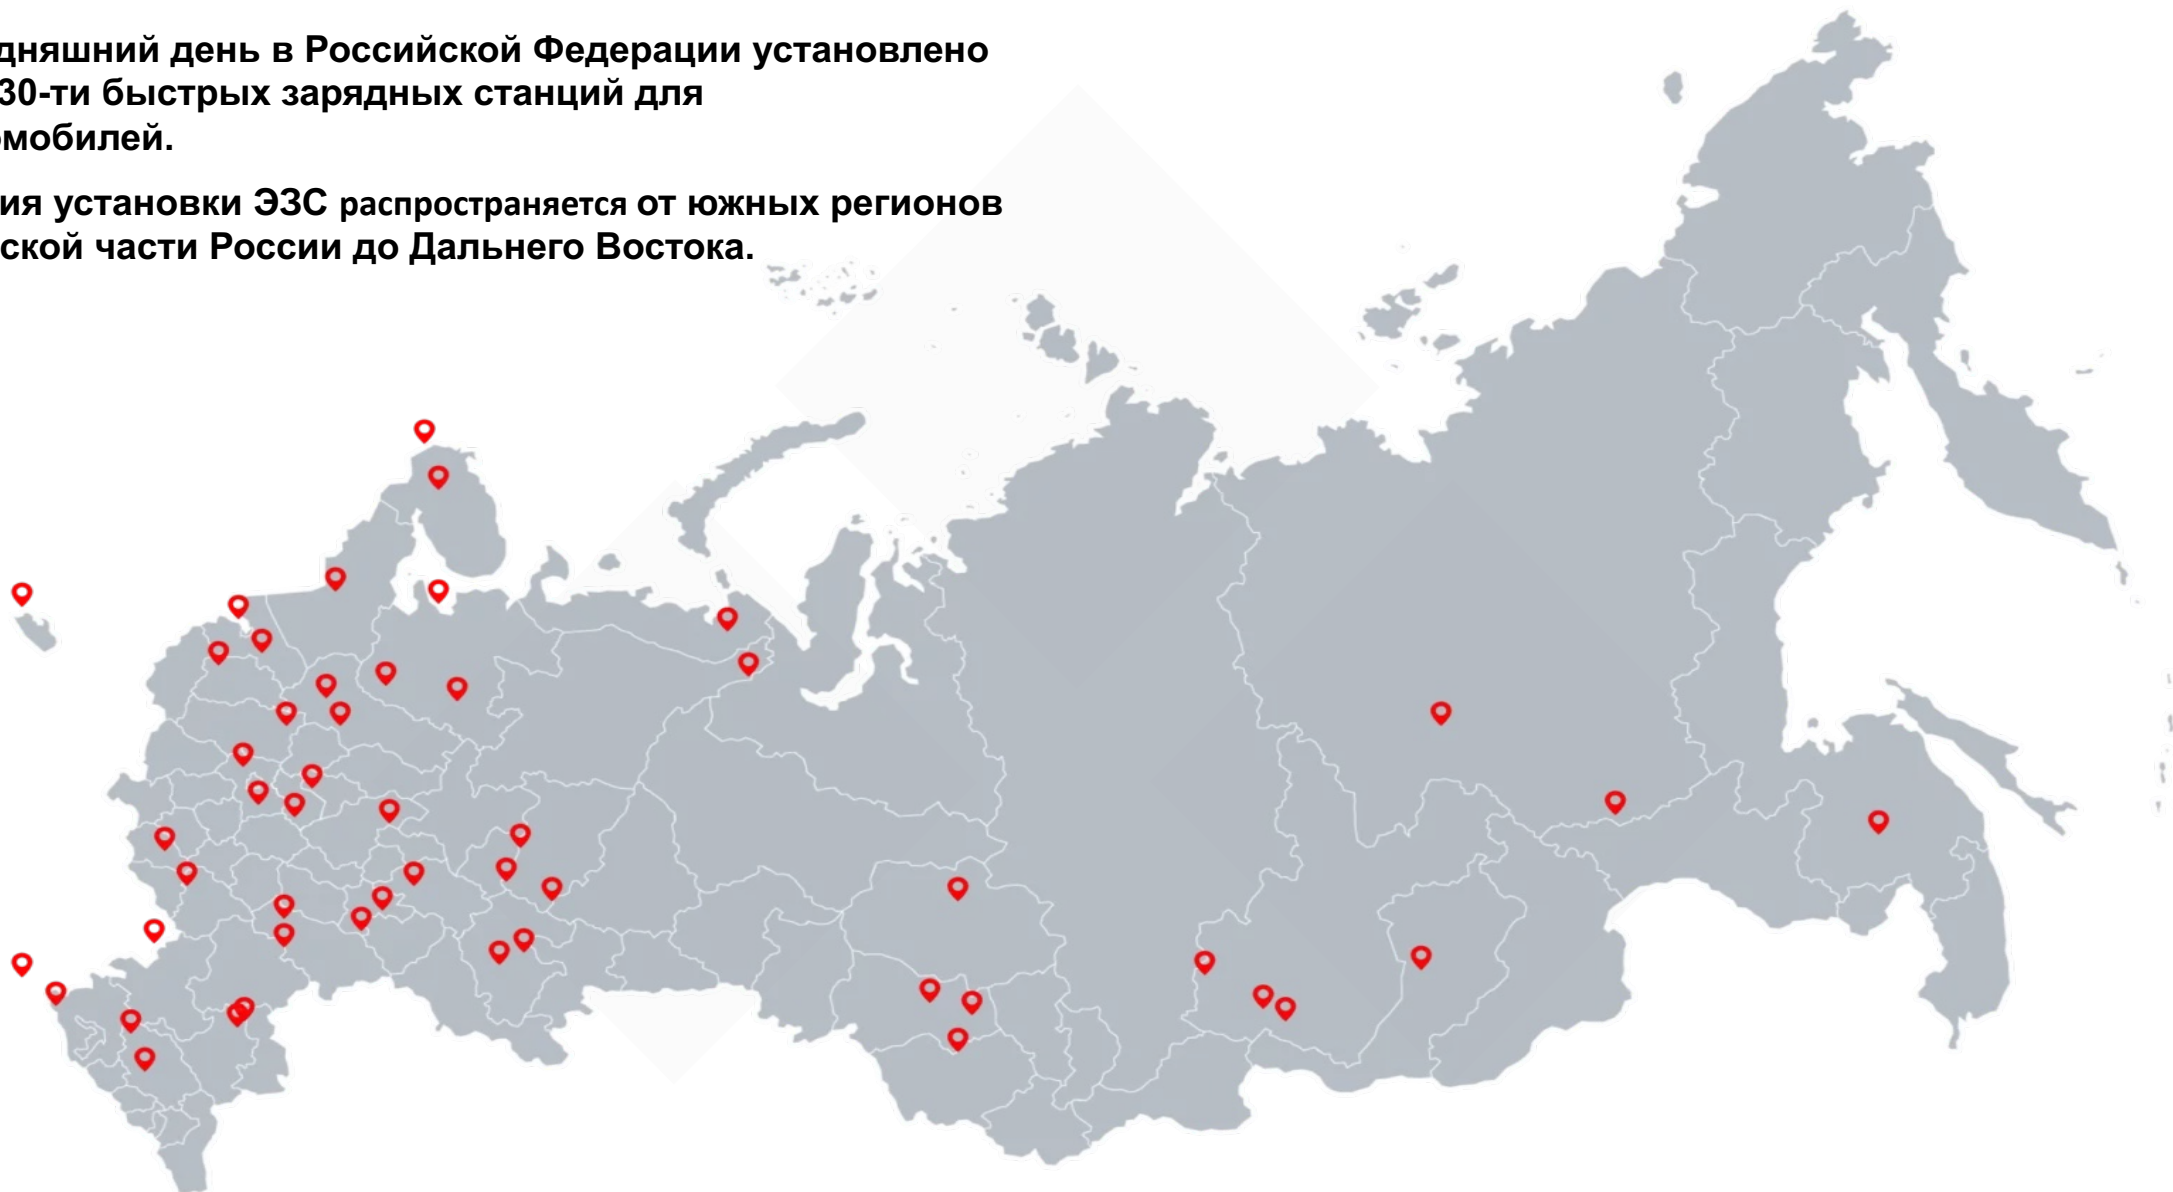 дняшний день в Российской Федерации установлено
30-ти быстрых зарядных станций для
омобилей.
ия установки ЭЗС распространяется от южных регионов
ской части России до Дальнего Востока.